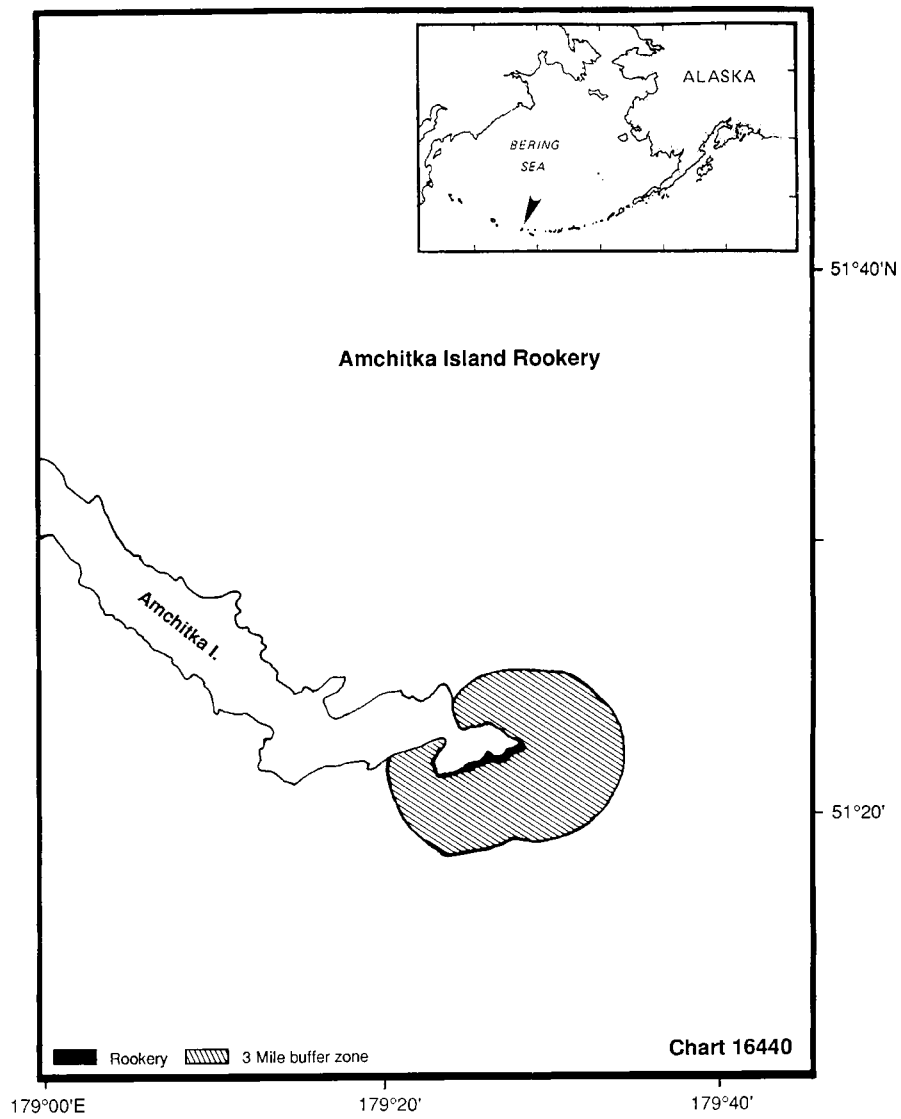 ALASKA
BERING
SEA
51°40'N
Amchitka Island Rookery
Amchitka I.
51°20'
Rookery
3 Mile buffer zone
Chart 16440
179°00'E
179°20'
179°40'